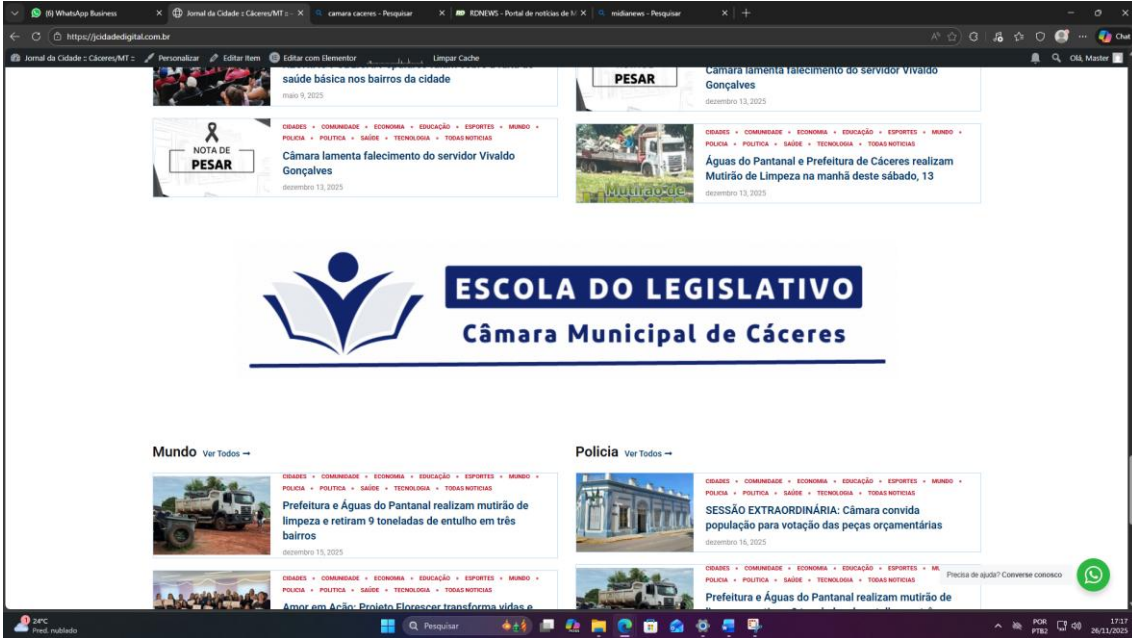 (6) WhatsApp Business
Jornal da Cidade :: Cáceres/MT :: -
camara caceres - Pesquisar
RDNEWS - Portal de notícias de M
midianews - Pesquisar
https://jcidadedigital.com.br
Chat
Jornal da Cidade :: Cáceres/MT ::
Personalizar
Editar Item
Editar com Elementor
Limpar Cache
Olá, Master
saúde básica nos bairros da cidade
maio 9, 2025
PESAR
Câmara lamenta falecimento do servidor Vivaldo
Gonçalves
dezembro 13, 2025
NOTA DE
PESAR
CIDADES • COMUNIDADE • ECONOMIA • EDUCAÇÃO • ESPORTES • MUNDO •
POLICIA • POLITICA • SAÚDE • TECNOLOGIA • TODAS NOTICIAS
Câmara lamenta falecimento do servidor Vivaldo
Gonçalves
dezembro 13, 2025
Mutirão de
CIDADES • COMUNIDADE • ECONOMIA • EDUCAÇÃO • ESPORTES • MUNDO •
POLICIA • POLITICA • SAÚDE • TECNOLOGIA • TODAS NOTICIAS
Águas do Pantanal e Prefeitura de Cáceres realizam
Mutirão de Limpeza na manhã deste sábado, 13
dezembro 13, 2025
ESCOLA DO LEGISLATIVO
Câmara Municipal de Cáceres
Mundo Ver Todos →
CIDADES • COMUNIDADE • ECONOMIA • EDUCAÇÃO • ESPORTES • MUNDO •
POLICIA • POLITICA • SAÚDE • TECNOLOGIA • TODAS NOTICIAS
Prefeitura e Águas do Pantanal realizam mutirão de
limpeza e retiram 9 toneladas de entulho em três
bairros
dezembro 15, 2025
CIDADES • COMUNIDADE • ECONOMIA • EDUCAÇÃO • ESPORTES • MUNDO •
POLICIA • POLITICA • SAÚDE • TECNOLOGIA • TODAS NOTICIAS
Amor em Ação: Projeto Florescer transforma vidas e
Policia Ver Todos →
CIDADES • COMUNIDADE • ECONOMIA • EDUCAÇÃO • ESPORTES • MUNDO •
POLICIA • POLITICA • SAÚDE • TECNOLOGIA • TODAS NOTICIAS
SESSÃO EXTRAORDINÁRIA: Câmara convida
população para votação das peças orçamentárias
dezembro 16, 2025
CIDADES • COMUNIDADE • ECONOMIA • EDUCAÇÃO • ESPORTES •
POLICIA • POLITICA • SAÚDE • TECNOLOGIA • TODAS NOTICIAS
Prefeitura e Águas do Pantanal realizam mutirão de
Precisa de ajuda? Converse conosco
24°C
Pred. nublado
Pesquisar
POR
PTB2
17:17
26/11/2025